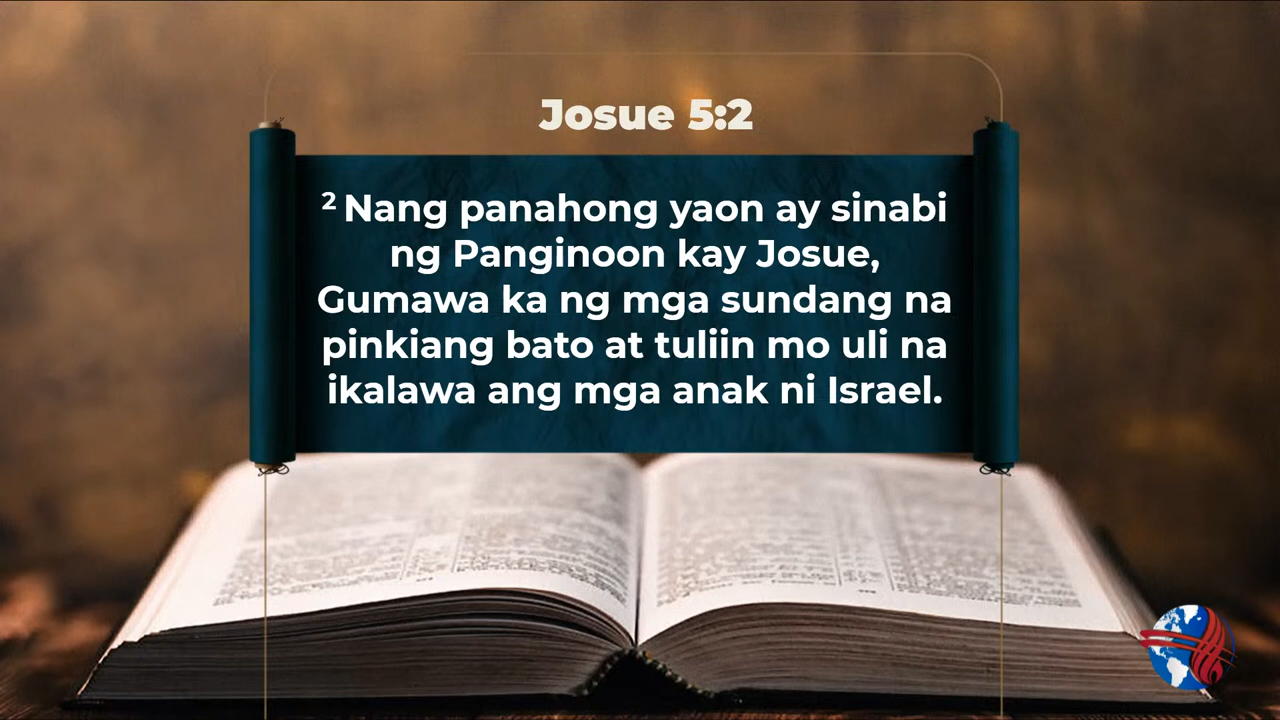 Josue 5:2
² Nang panahong yaon ay sinabi
ng Panginoon kay Josue,
Gumawa ka ng mga sundang na
pinkiang bato at tuliin mo uli na
ikalawa ang mga anak ni Israel.